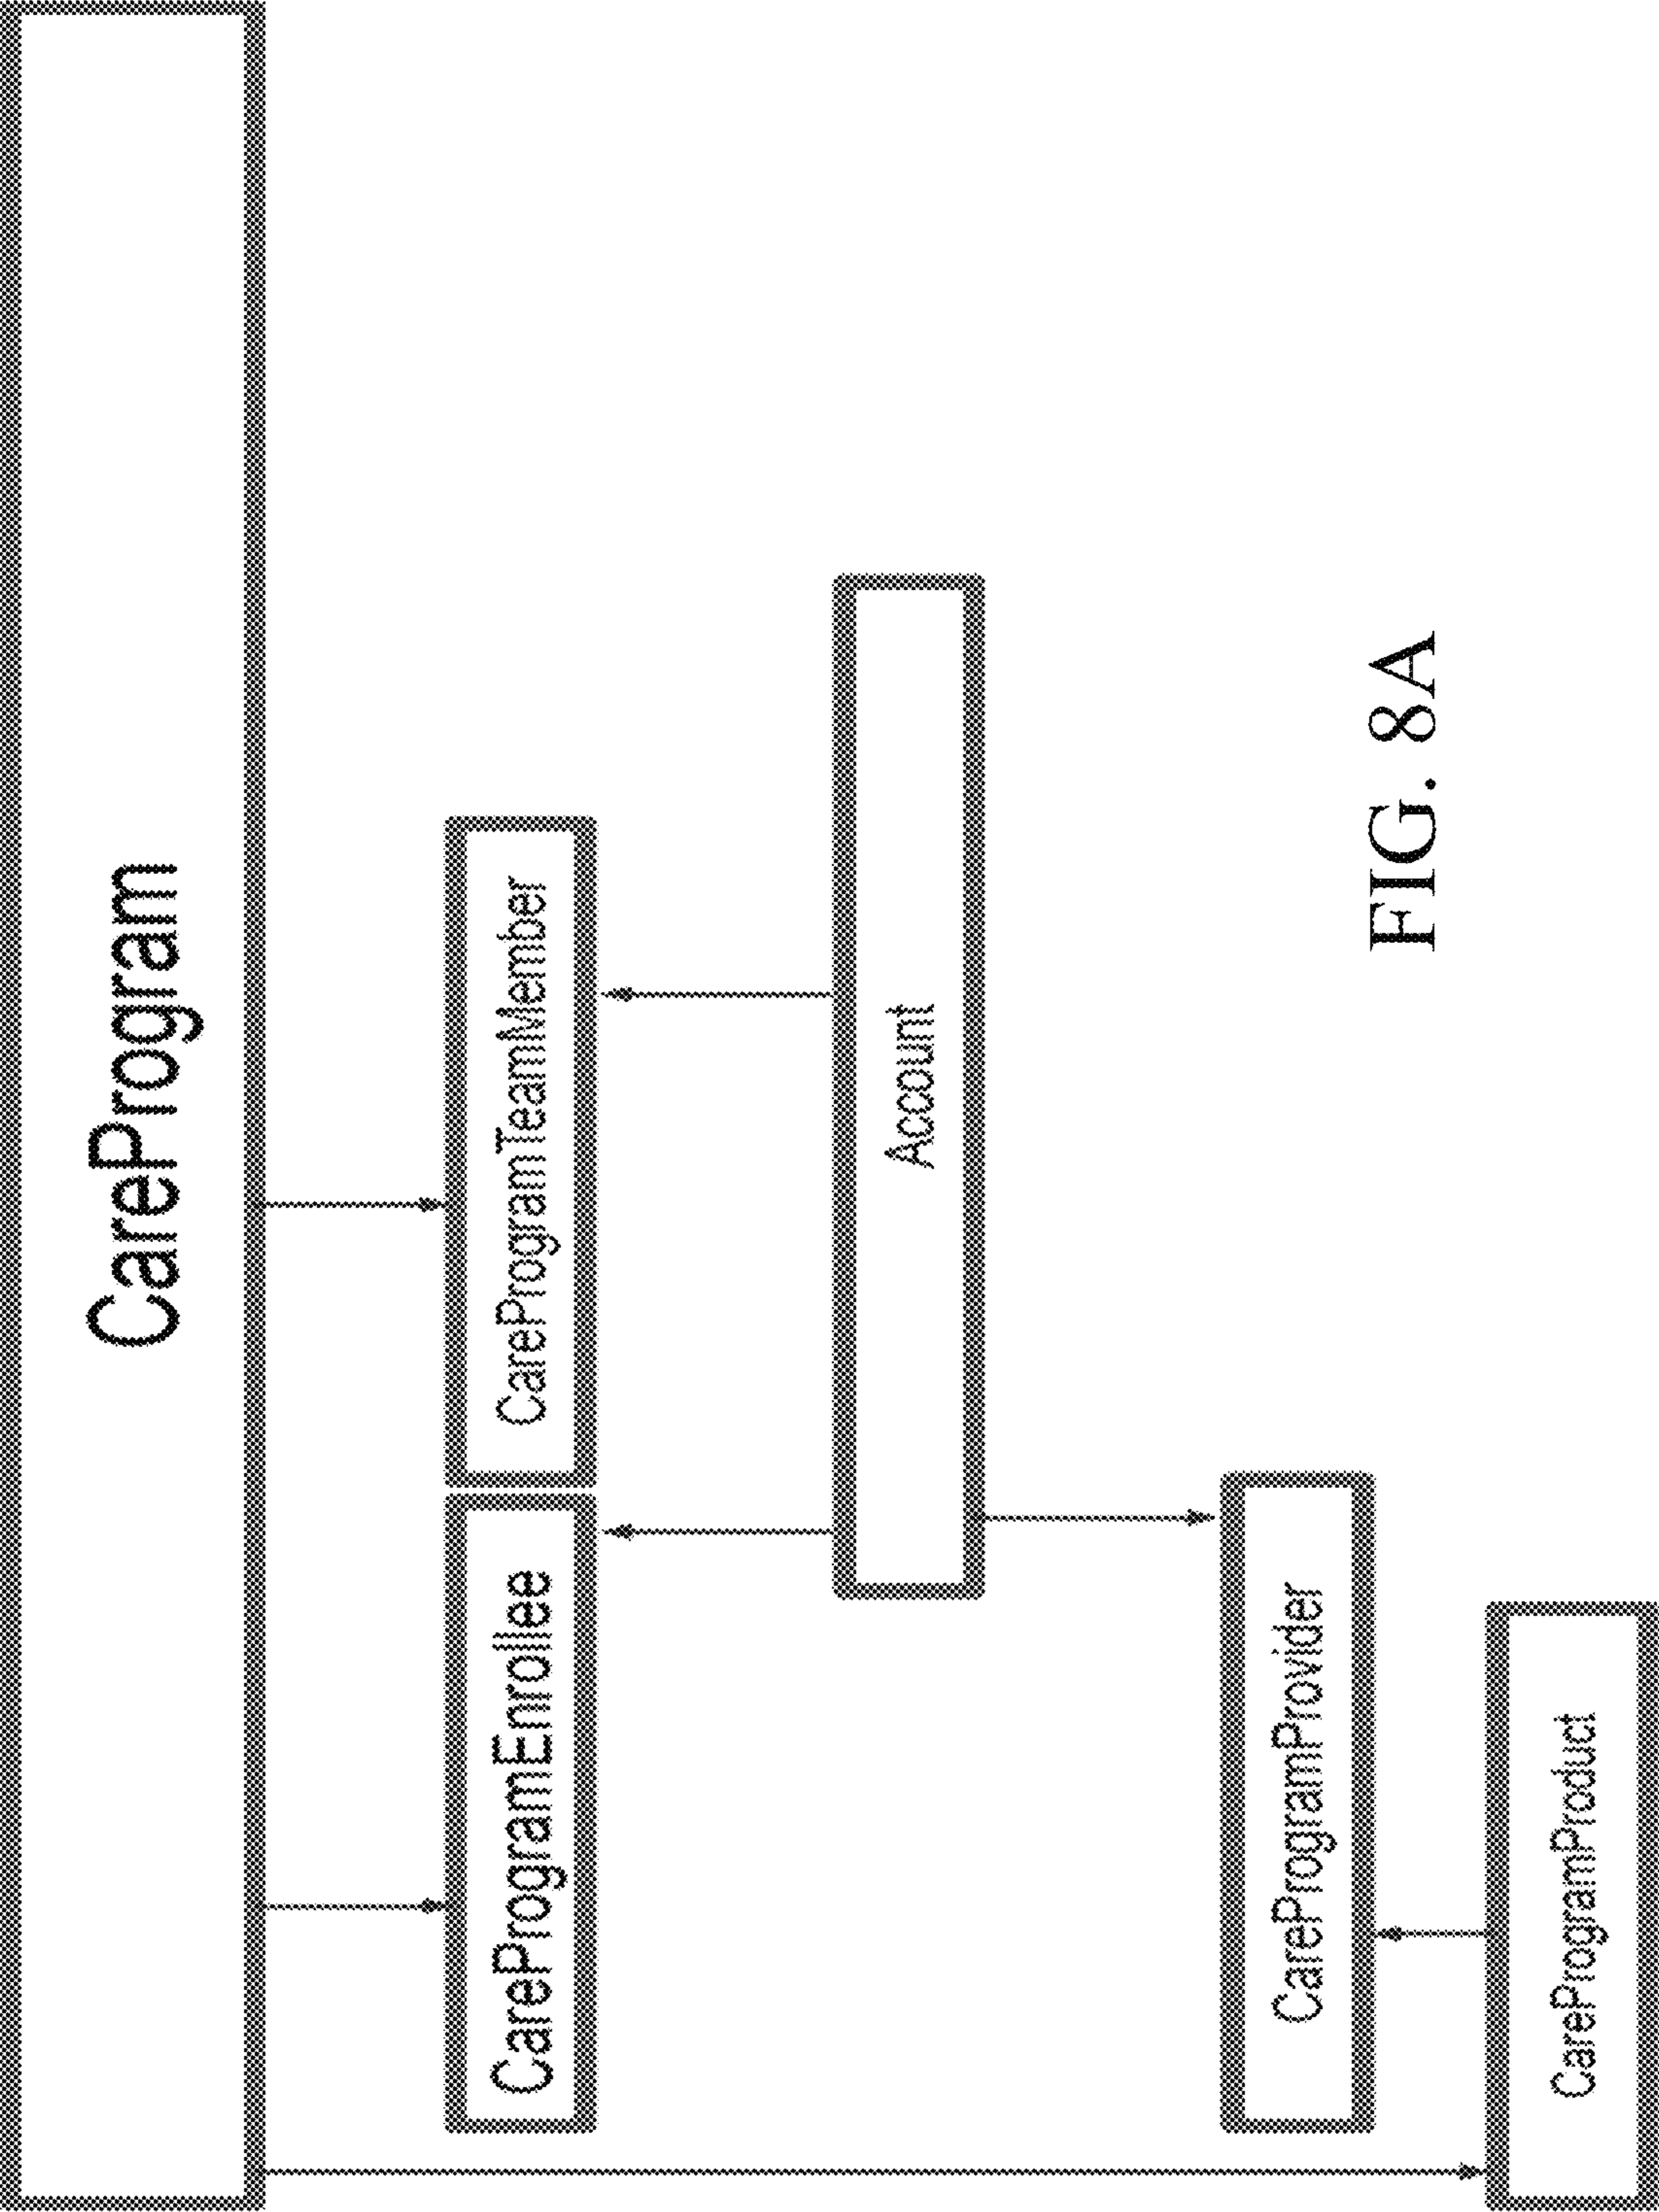 CareProgram
CareProgramEnrollee
CareProgramTeamMember
Account
CareProgramProvider
CareProgramProduct
FIG. 8A